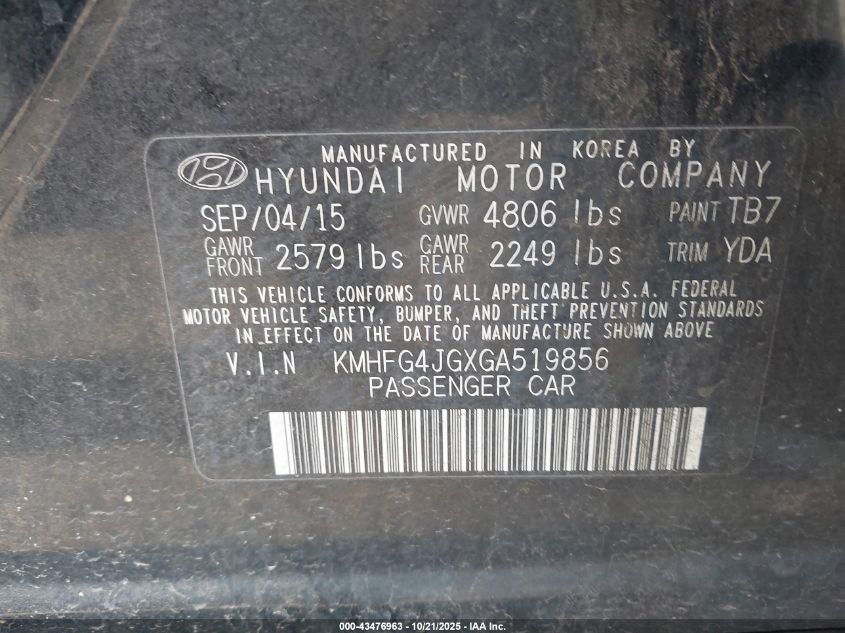 MANUFACTURED IN KOREA BY
HYUNDAI MOTOR COMPANY
SEP/04/15 GVWR 4806 lbs PAINT TB7
GAWR FRONT 2579 lbs GAWR REAR 2249 lbs TRIM YDA
THIS VEHICLE CONFORMS TO ALL APPLICABLE U.S.A. FEDERAL
MOTOR VEHICLE SAFETY, BUMPER, AND THEFT PREVENTION STANDARDS
IN EFFECT ON THE DATE OF MANUFACTURE SHOWN ABOVE
V.I.N KMHFG4JGXGA519856
PASSENGER CAR
000-43476963 - 10/21/2025 - IAA Inc.